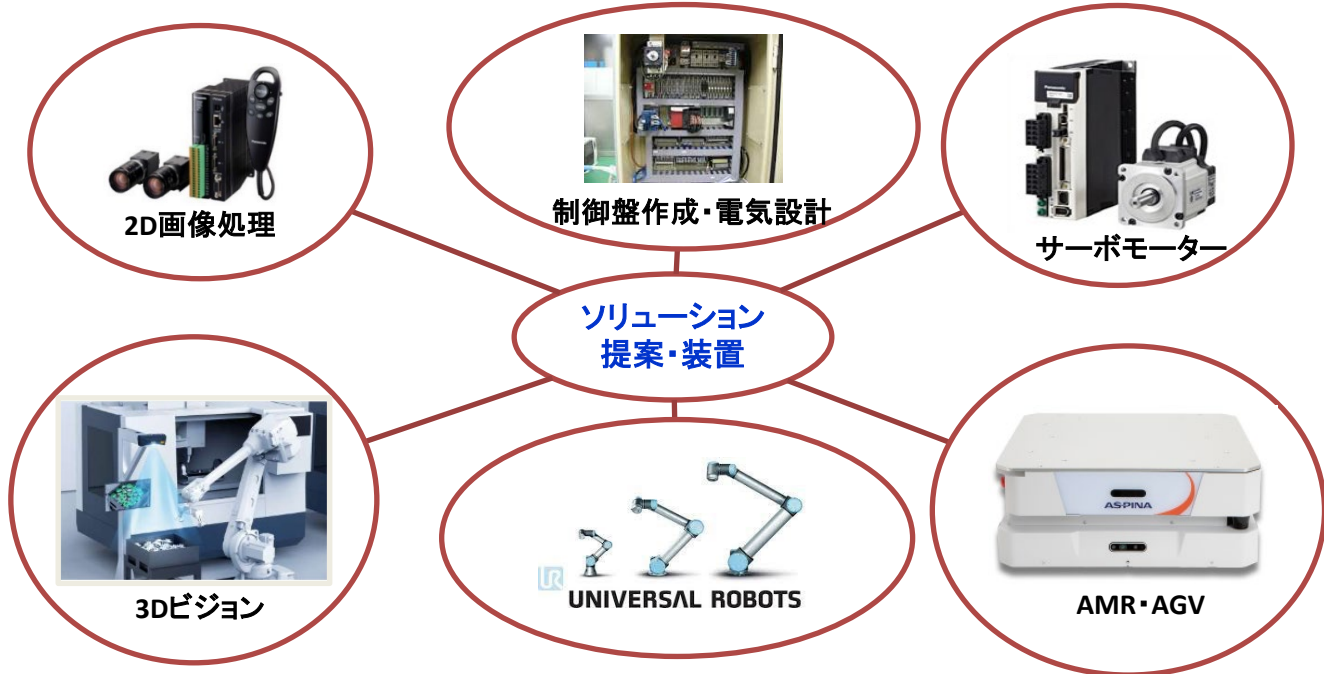 2D画像処理
制御盤作成・電気設計
Panasonic
サーボモーター
ソリューション
提案・装置
3Dビジョン
UR
UNIVERSAL ROBOTS
ASPINA
AMR・AGV